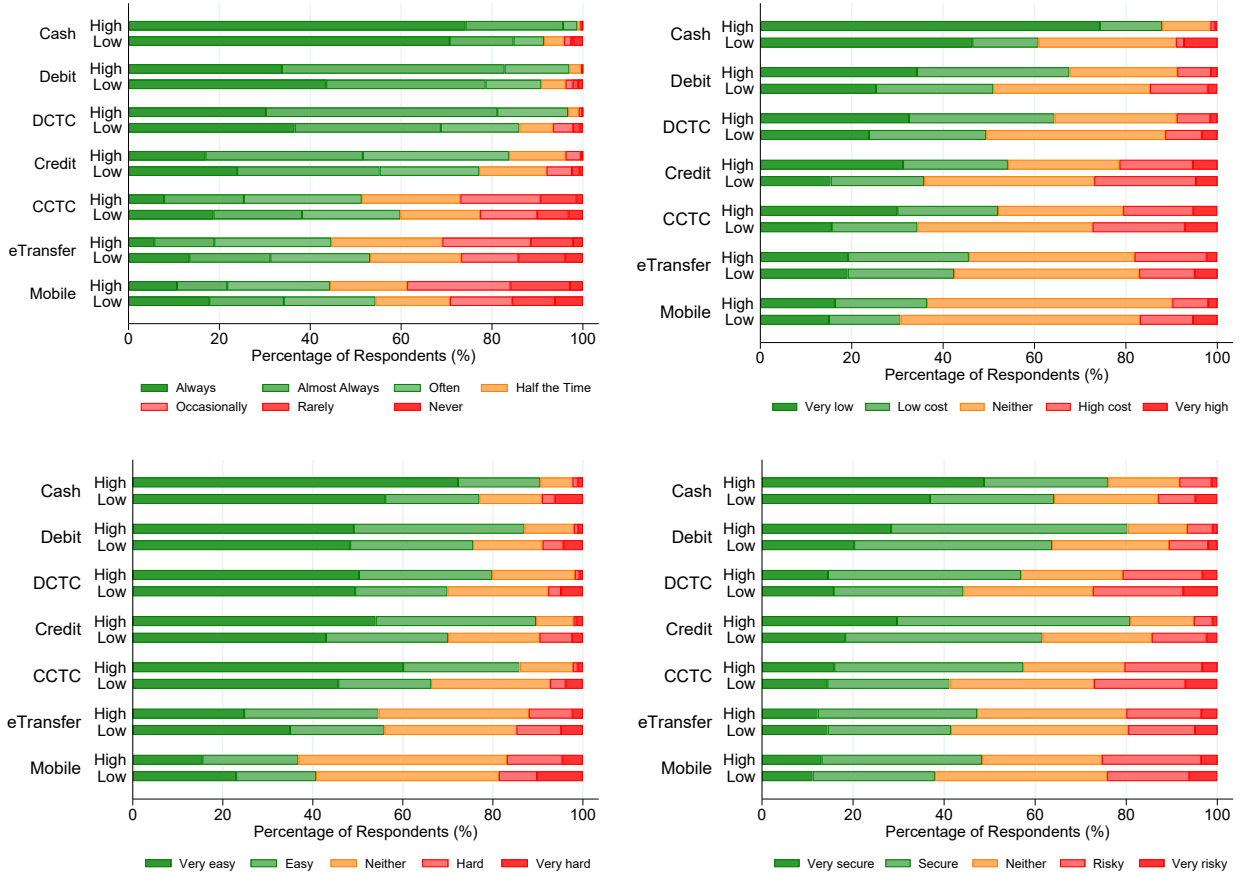 Cash
High
Low
Debit
High
Low
DCTC
High
Low
Credit
High
Low
CCTC
High
Low
eTransfer
High
Low
Mobile
High
Low
0 20 40 60 80 100
Percentage of Respondents (%)
Always Almost Always Often Half the Time
Occasionally Rarely Never
Cash
High
Low
Debit
High
Low
DCTC
High
Low
Credit
High
Low
CCTC
High
Low
eTransfer
High
Low
Mobile
High
Low
0 20 40 60 80 100
Percentage of Respondents (%)
Very low Low cost Neither High cost Very high
Cash
High
Low
Debit
High
Low
DCTC
High
Low
Credit
High
Low
CCTC
High
Low
eTransfer
High
Low
Mobile
High
Low
0 20 40 60 80 100
Percentage of Respondents (%)
Very easy Easy Neither Hard Very hard
Cash
High
Low
Debit
High
Low
DCTC
High
Low
Credit
High
Low
CCTC
High
Low
eTransfer
High
Low
Mobile
High
Low
0 20 40 60 80 100
Percentage of Respondents (%)
Very secure Secure Neither Risky Very risky